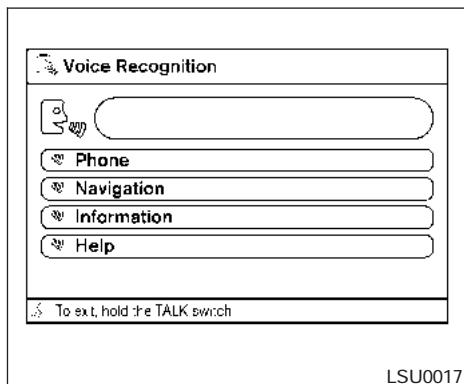 Voice Recognition
Phone
Navigation
Information
Help
To exit, hold the TALK switch
LSU0017